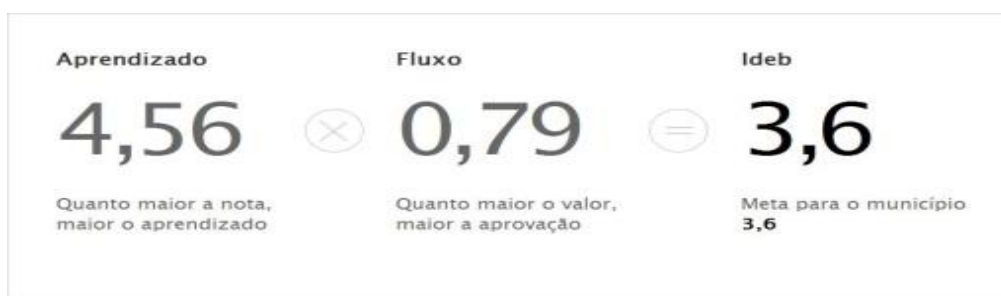 Aprendizado
4,56
Quanto maior a nota,
maior o aprendizado
×
Fluxo
0,79
Quanto maior o valor,
maior a aprovação
=
Ideb
3,6
Meta para o município
3,6